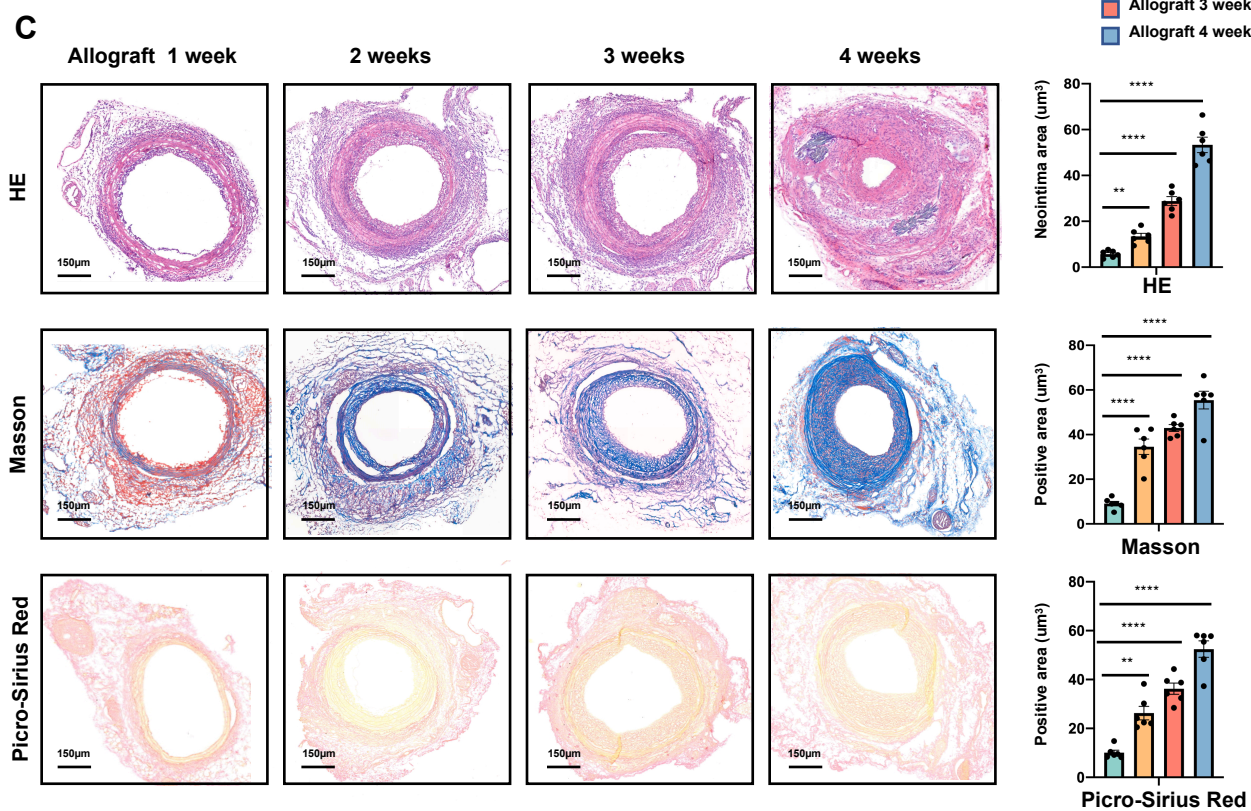 C
Allograft 3 week
Allograft 4 week
Allograft 1 week
2 weeks
3 weeks
4 weeks
HE
150μm
150μm
150μm
150μm
Neointima area (um³)
80
60
40
20
0
**
****
****
HE
Masson
150μm
150μm
150μm
150μm
Positive area (um³)
80
60
40
20
0
****
****
****
Masson
Picro-Sirius Red
150μm
150μm
150μm
150μm
Positive area (um³)
80
60
40
20
0
**
****
****
Picro-Sirius Red